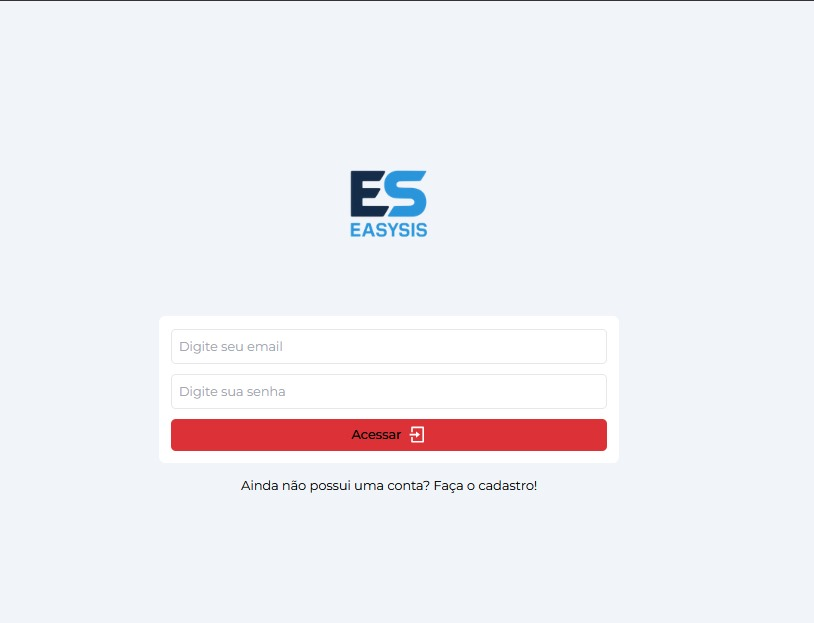 ES
EASYSIS
Digite seu email
Digite sua senha
Acessar
Ainda não possui uma conta? Faça o cadastro!